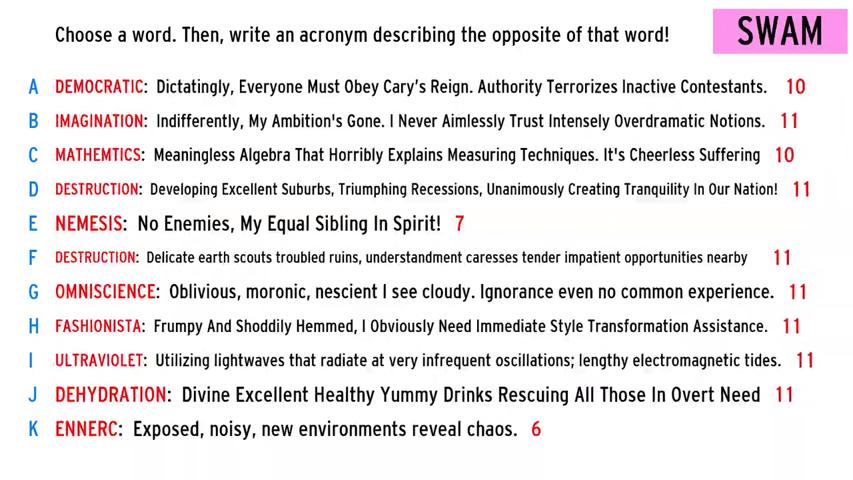 Choose a word. Then, write an acronym describing the opposite of that word!
SWAM
A DEMOCRATIC: Dictatingly, Everyone Must Obey Cary's Reign. Authority Terrorizes Inactive Contestants. 10
B IMAGINATION: Indifferently, My Ambition's Gone. I Never Aimlessly Trust Intensely Overdramatic Notions. 11
C MATHEMTICS: Meaningless Algebra That Horribly Explains Measuring Techniques. It's Cheerless Suffering 10
D DESTRUCTION: Developing Excellent Suburbs, Triumphing Recessions, Unanimously Creating Tranquility In Our Nation! 11
E NEMESIS: No Enemies, My Equal Sibling In Spirit! 7
F DESTRUCTION: Delicate earth scouts troubled ruins, understandment caresses tender impatient opportunities nearby 11
G OMNISCIENCE: Oblivious, moronic, nescient I see cloudy. Ignorance even no common experience. 11
H FASHIONISTA: Frumpy And Shoddily Hemmed, I Obviously Need Immediate Style Transformation Assistance. 11
I ULTRAVIOLET: Utilizing lightwaves that radiate at very infrequent oscillations; lengthy electromagnetic tides. 11
J DEHYDRATION: Divine Excellent Healthy Yummy Drinks Rescuing All Those In Overt Need 11
K ENNERC: Exposed, noisy, new environments reveal chaos. 6